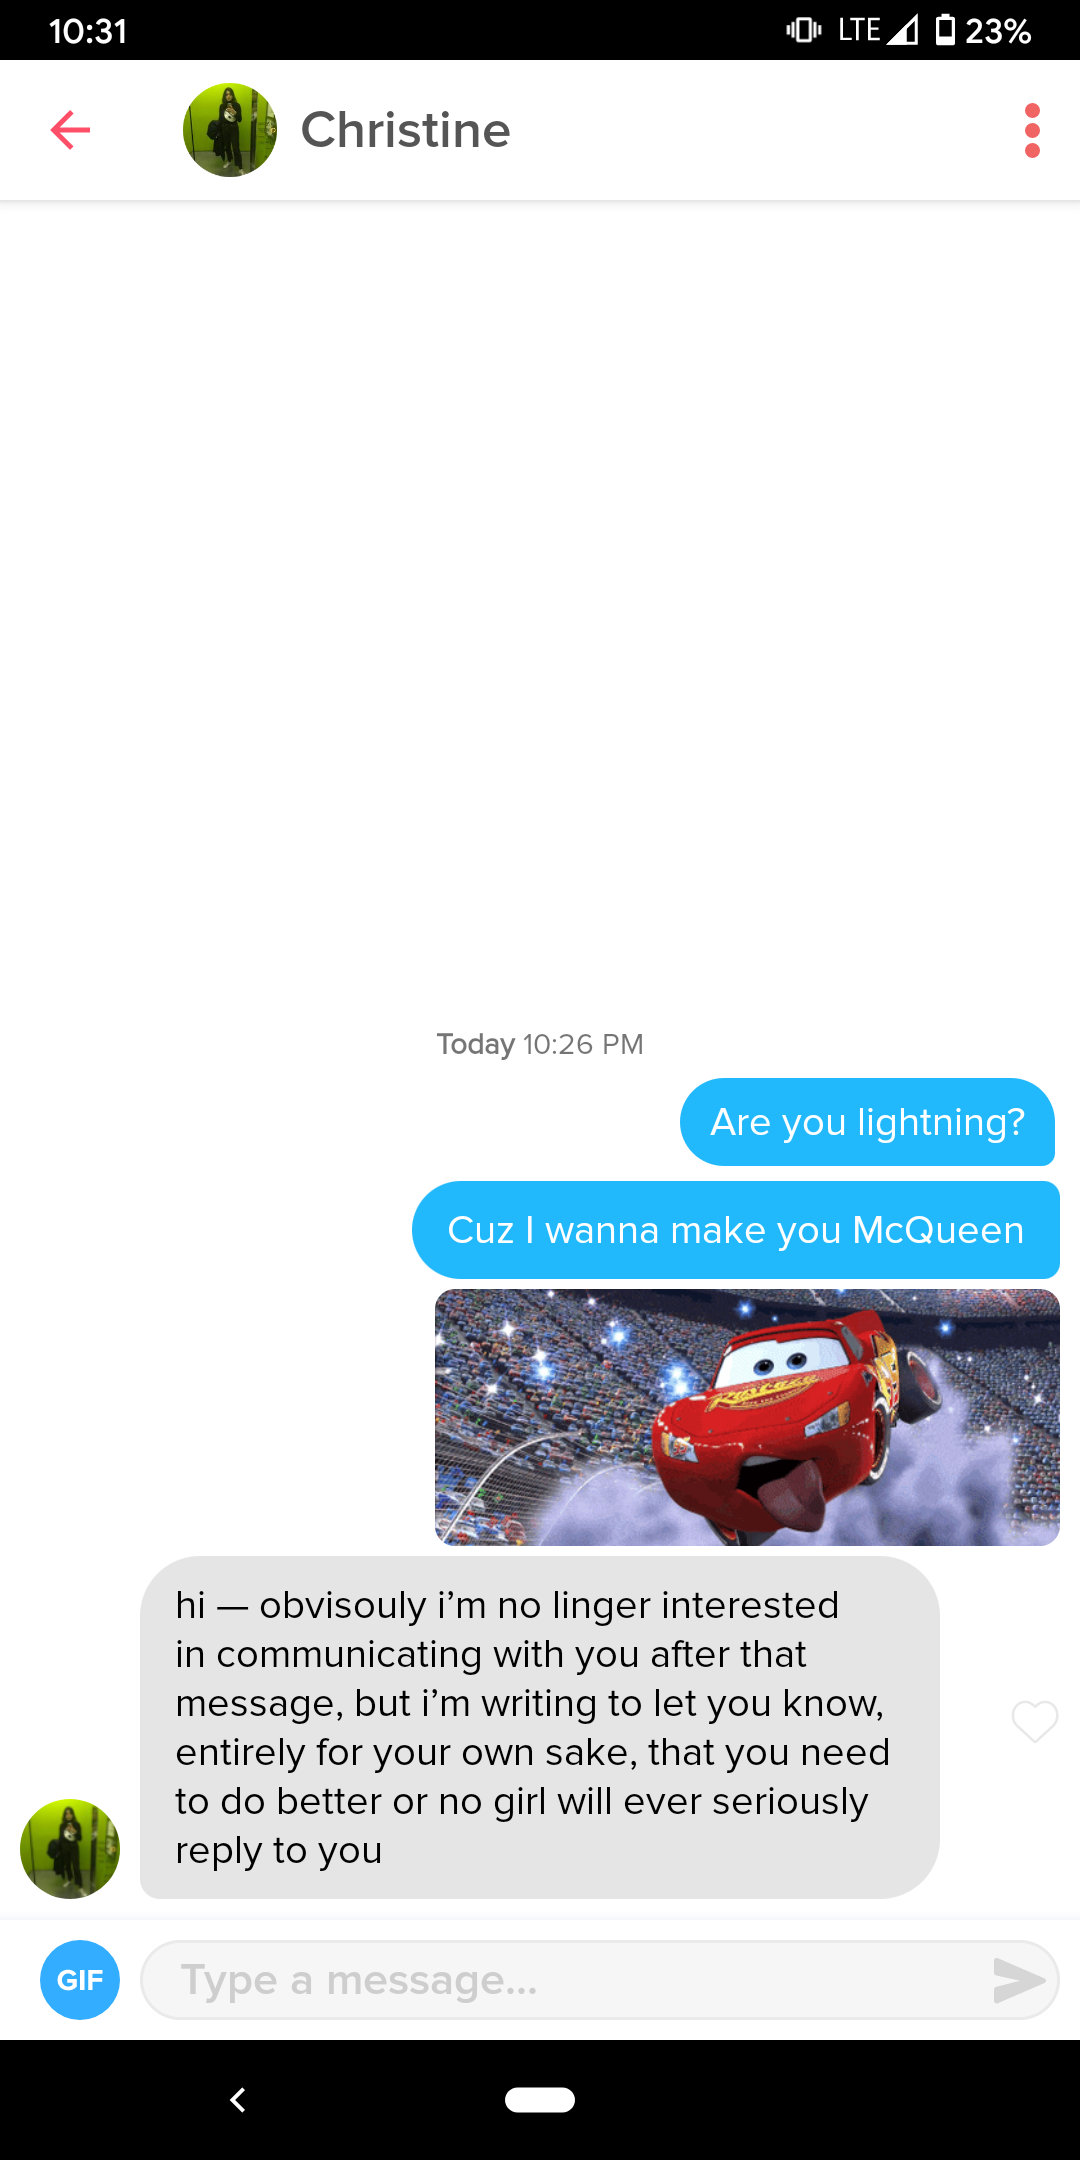 10:31 LTE 23%
Christine
Today 10:26 PM
Are you lightning?
Cuz I wanna make you McQueen
Rust-eze
hi — obvisouly i’m no linger interested
in communicating with you after that
message, but i’m writing to let you know,
entirely for your own sake, that you need
to do better or no girl will ever seriously
reply to you
GIF Type a message...